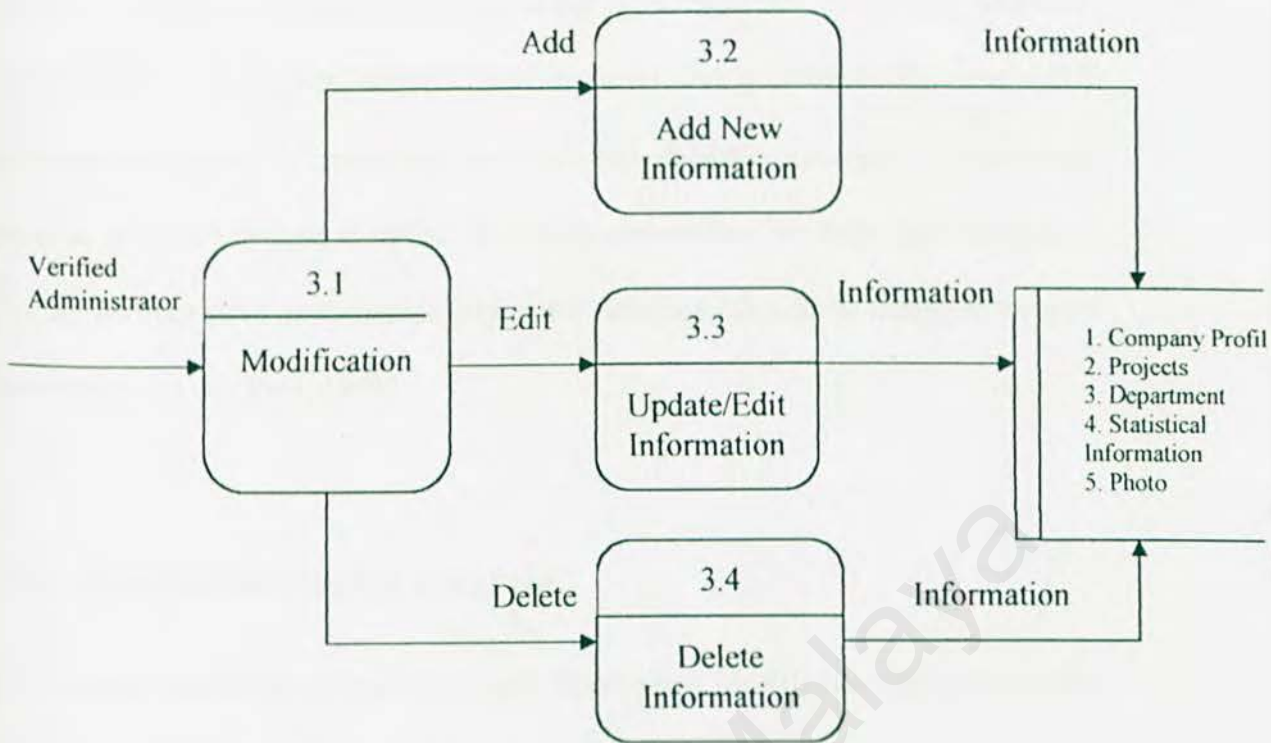 Add
3.2
Information
Add New
Information
Verified
Administrator
3.1
Modification
Edit
3.3
Information
Update/Edit
Information
1. Company Profil
2. Projects
3. Department
4. Statistical
Information
5. Photo
Delete
3.4
Information
Delete
Information
Malaya